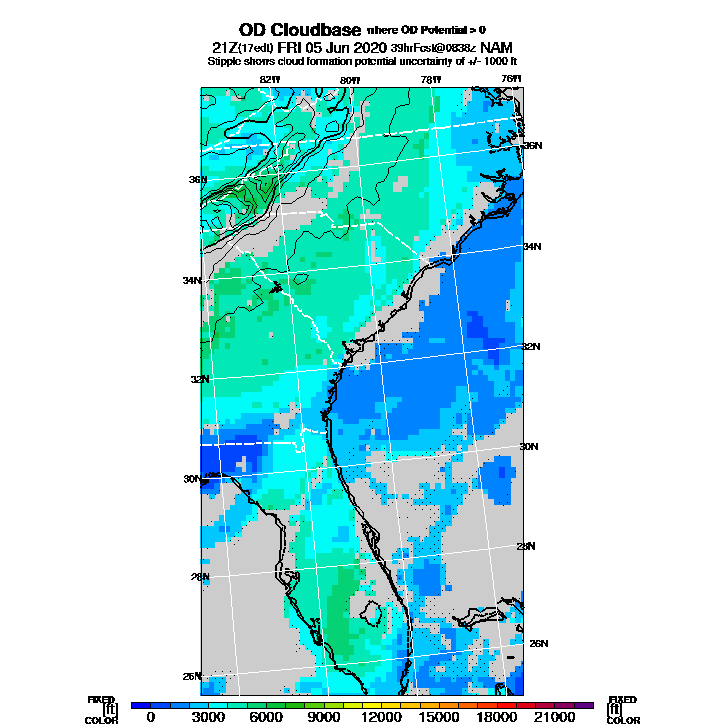 OD Cloudbase where OD Potential > 0
21Z(17edt) FRI 05 Jun 2020 39hrFcst@0838z NAM
Stipple shows cloud formation potential uncertainty of +/- 1000 ft
82W 80W 78W 76W
36N
36N
34N
34N
32N
32N
30N
30N
28N
28N
26N
26N
FIXED FIXED
[ft] [ft]
COLOR 0 3000 6000 9000 12000 15000 18000 21000 COLOR